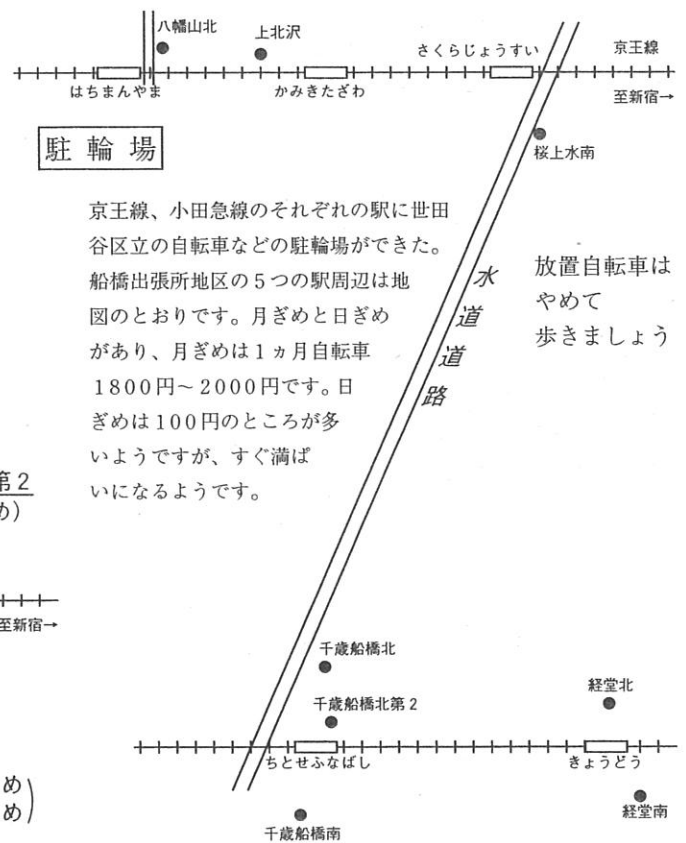 八幡山北
上北沢
さくらじょうすい
京王線
はちまんやま
かみきたざわ
至新宿→
駐輪場
桜上水南
京王線、小田急線のそれぞれの駅に世田
谷区立の自転車などの駐輪場ができた。
船橋出張所地区の5つの駅周辺は地
図のとおりです。月ぎめと日ぎめ
があり、月ぎめは1ヵ月自転車
1800円～2000円です。日
ぎめは100円のところが多
いようですが、すぐ満ぱ
いになるようです。
水道道路
放置自転車は
やめて
歩きましょう
第2
め)
至新宿→
千歳船橋北
千歳船橋北第2
経堂北
ちとせふなばし
きょうどう
め)
め)
千歳船橋南
経堂南